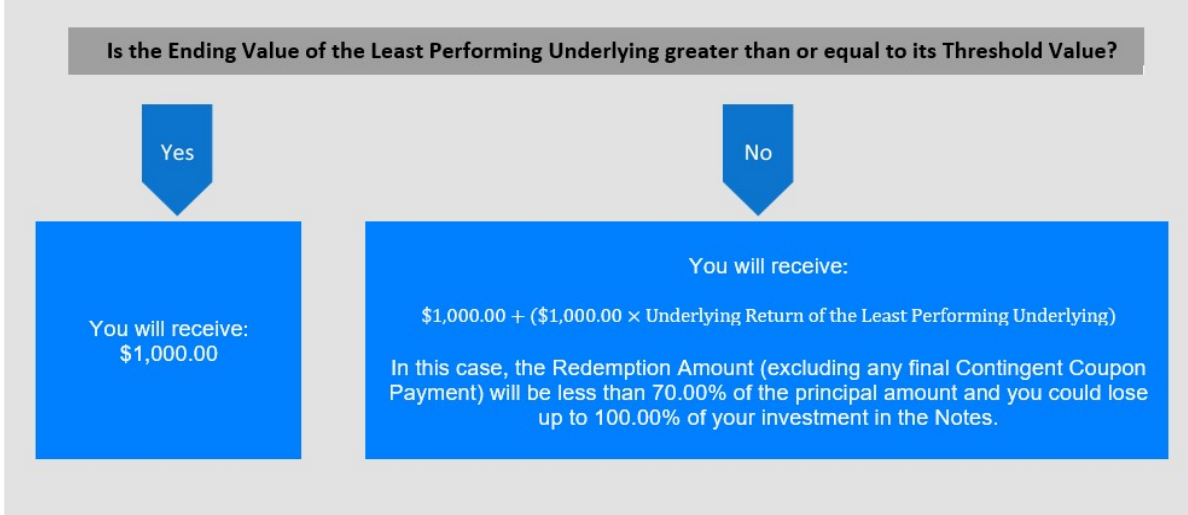 Is the Ending Value of the Least Performing Underlying greater than or equal to its Threshold Value?
Yes
No
You will receive:
$1,000.00
You will receive:
$1,000.00 + ($1,000.00 × Underlying Return of the Least Performing Underlying)
In this case, the Redemption Amount (excluding any final Contingent Coupon
Payment) will be less than 70.00% of the principal amount and you could lose
up to 100.00% of your investment in the Notes.